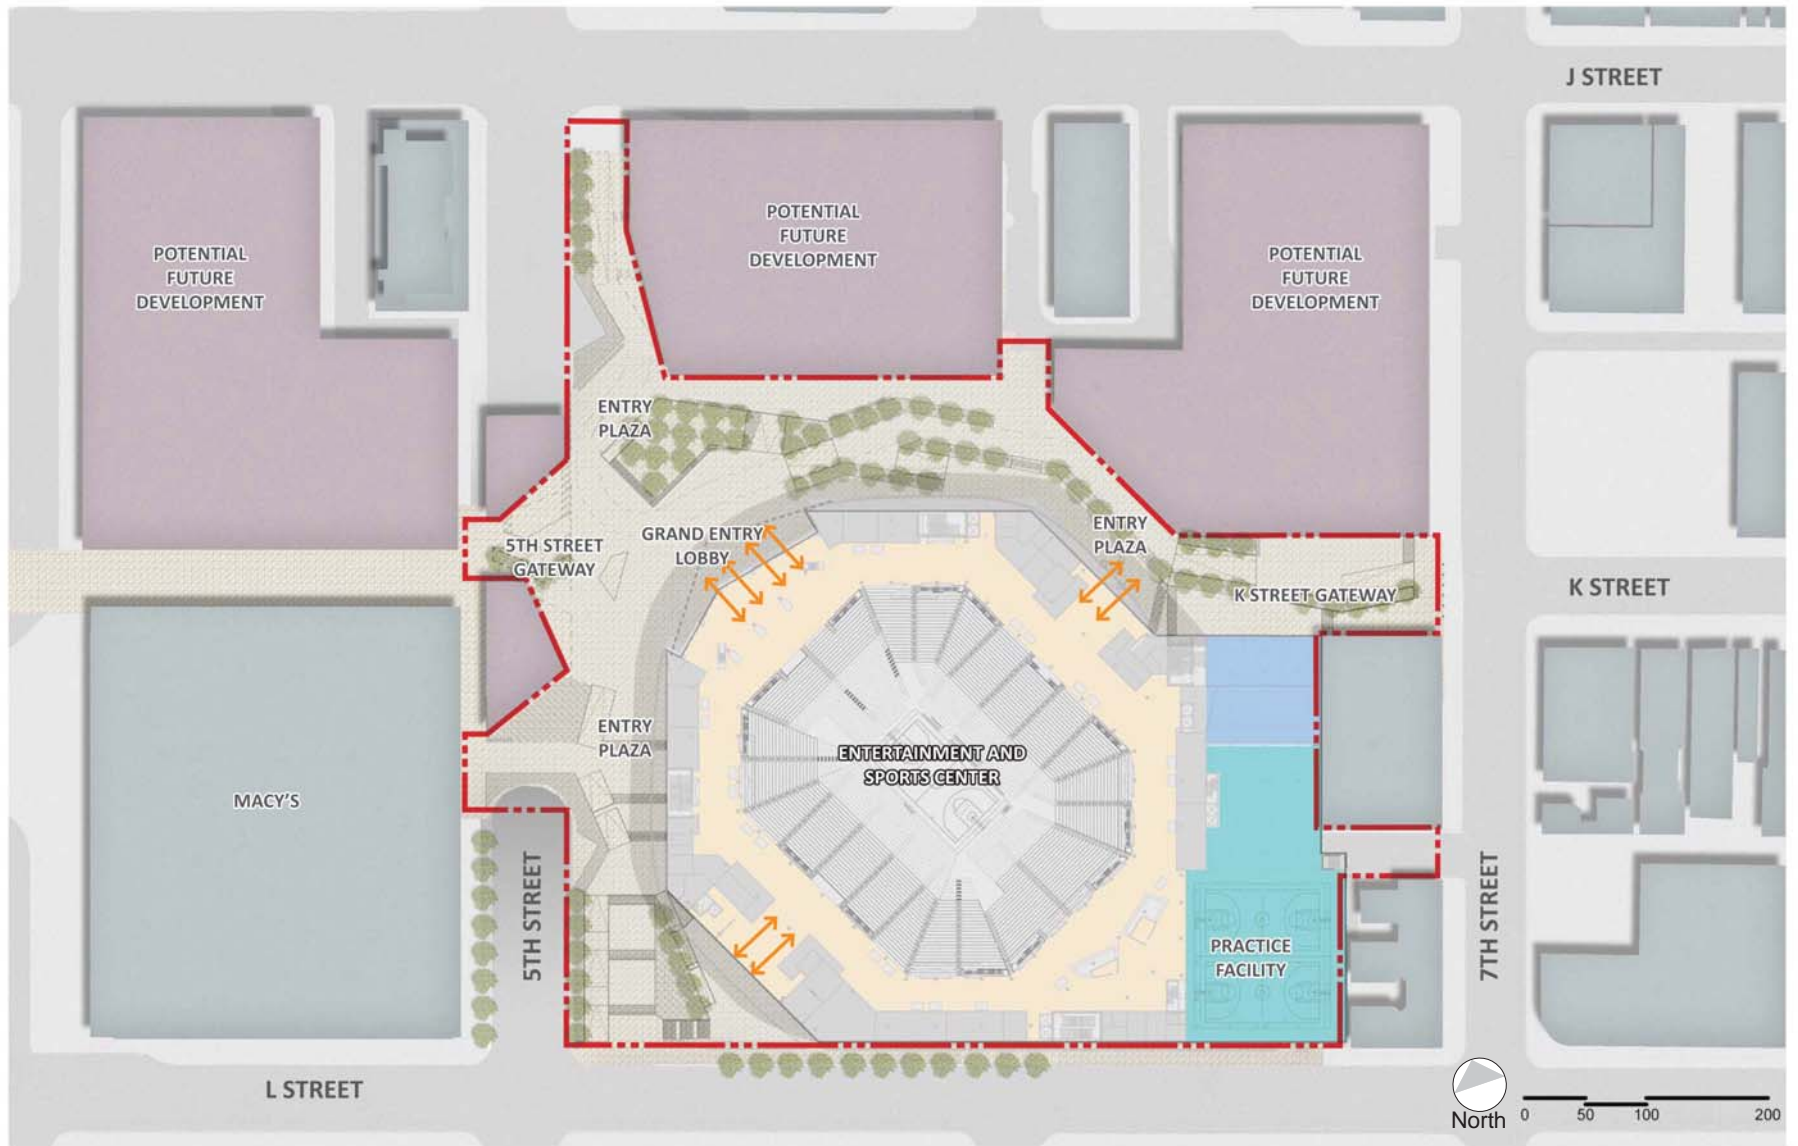 J STREET
POTENTIAL
FUTURE
DEVELOPMENT
POTENTIAL
FUTURE
DEVELOPMENT
POTENTIAL
FUTURE
DEVELOPMENT
ENTRY
PLAZA
GRAND ENTRY
LOBBY
ENTRY
PLAZA
5TH STREET
GATEWAY
K STREET
K STREET GATEWAY
ENTRY
PLAZA
ENTERTAINMENT AND
SPORTS CENTER
MACY'S
5TH STREET
PRACTICE
FACILITY
7TH STREET
L STREET
North
0 50 100 200